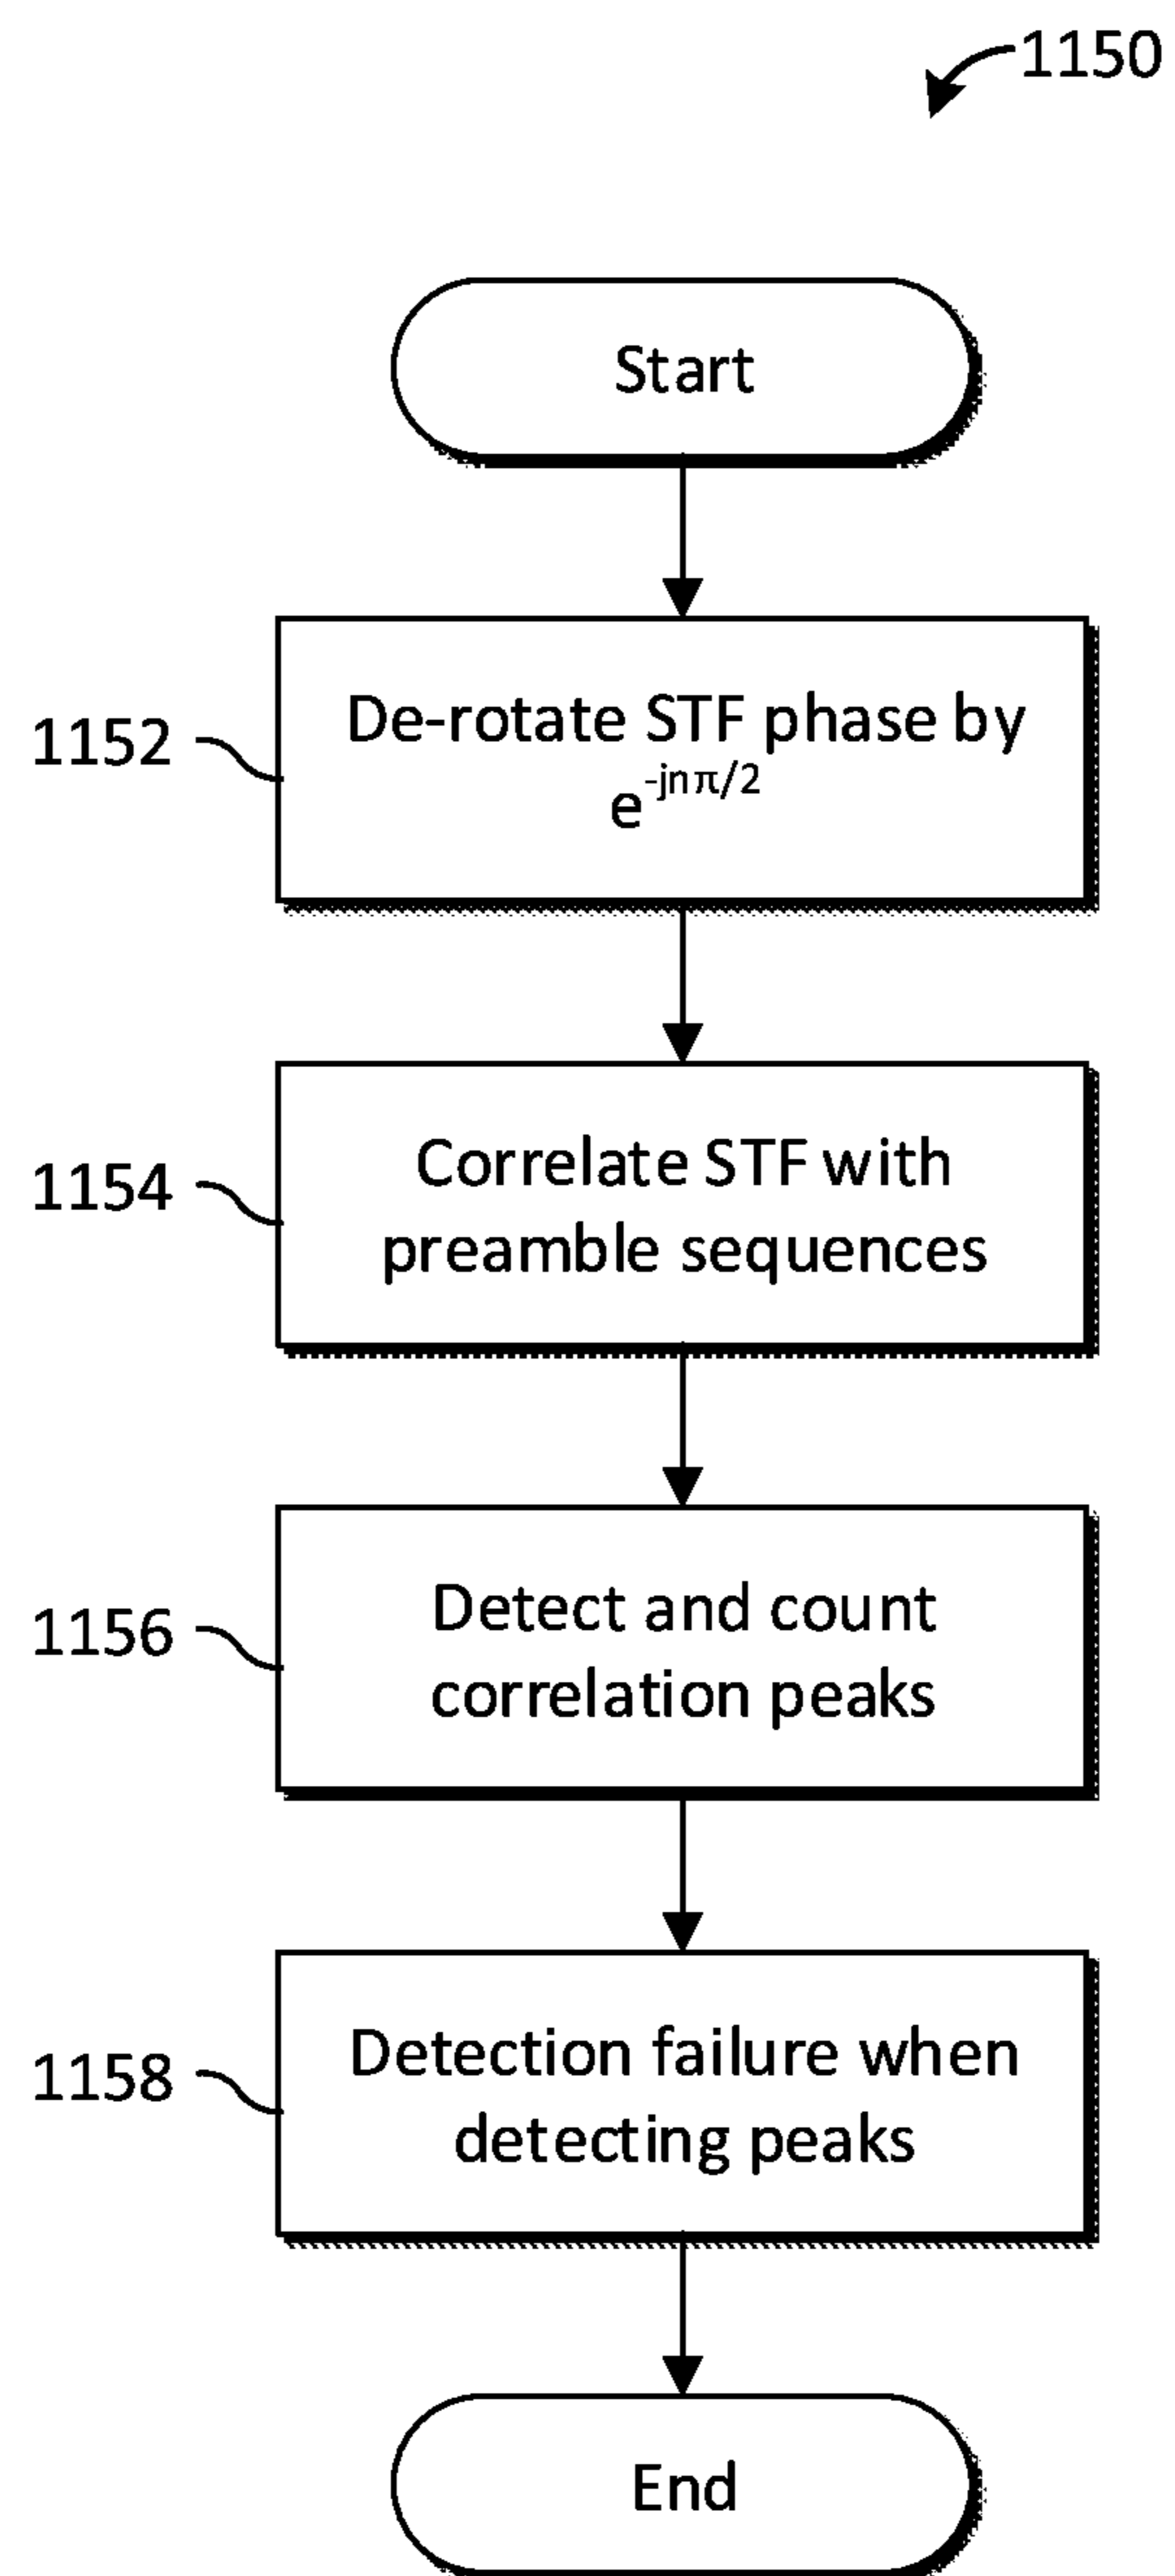 1150
Start
1152
De-rotate STF phase by
e^-jnπ/2
1154
Correlate STF with
preamble sequences
1156
Detect and count
correlation peaks
1158
Detection failure when
detecting peaks
End